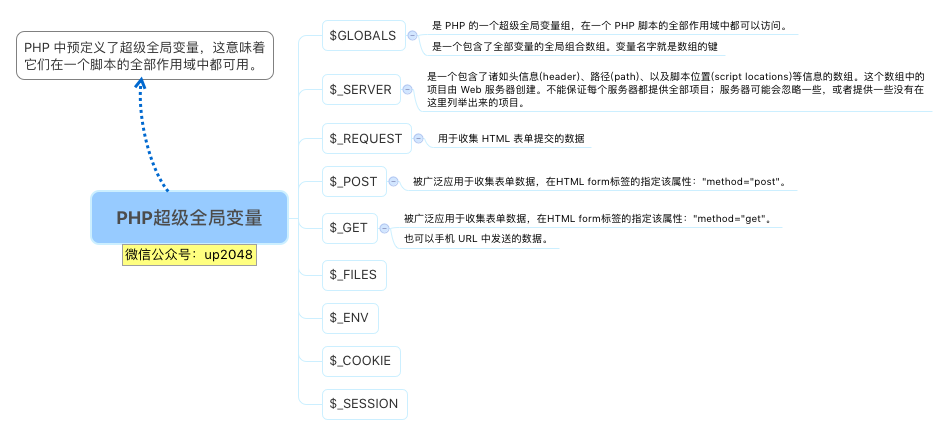 PHP 中预定义了超级全局变量，这意味着
它们在一个脚本的全部作用域中都可用。
PHP超级全局变量
微信公众号：up2048
$GLOBALS
是 PHP 的一个超级全局变量组，在一个 PHP 脚本的全部作用域中都可以访问。
是一个包含了全部变量的全局组合数组。变量名字就是数组的键
$_SERVER
是一个包含了诸如头信息(header)、路径(path)、以及脚本位置(script locations)等信息的数组。这个数组中的
项目由 Web 服务器创建。不能保证每个服务器都提供全部项目；服务器可能会忽略一些，或者提供一些没有在
这里列举出来的项目。
$_REQUEST
用于收集 HTML 表单提交的数据
$_POST
被广泛应用于收集表单数据，在HTML form标签的指定该属性："method="post"。
$_GET
被广泛应用于收集表单数据，在HTML form标签的指定该属性："method="get"。
也可以手机 URL 中发送的数据。
$_FILES
$_ENV
$_COOKIE
$_SESSION